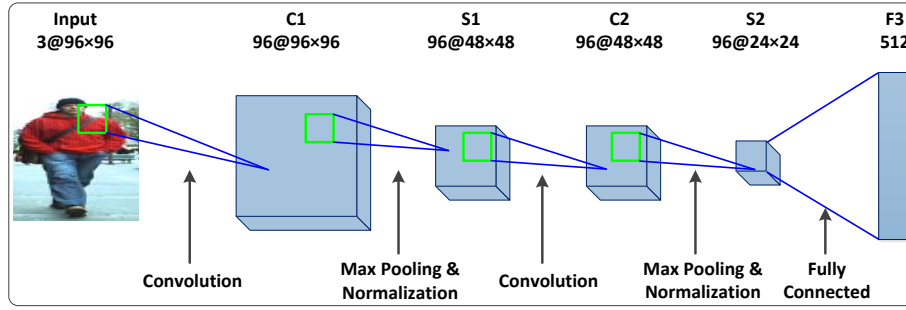 Input
3@96×96
C1
96@96×96
S1
96@48×48
C2
96@48×48
S2
96@24×24
F3
512
Convolution
Max Pooling &
Normalization
Convolution
Max Pooling &
Normalization
Fully
Connected